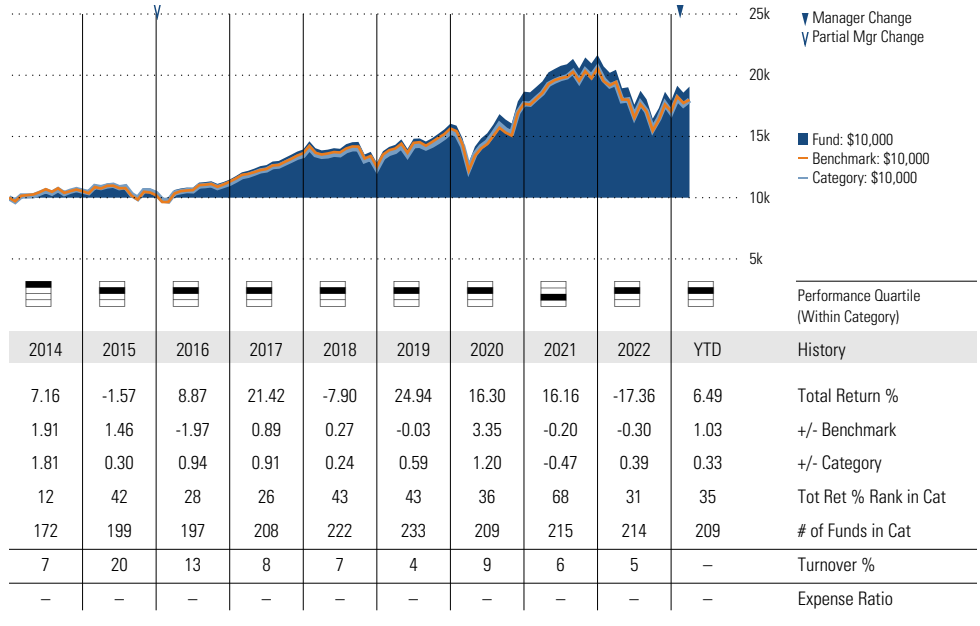 25k
20k
15k
10k
5k
Manager Change
Partial Mgr Change
Fund: $10,000
Benchmark: $10,000
Category: $10,000
Performance Quartile
(Within Category)
2014 2015 2016 2017 2018 2019 2020 2021 2022 YTD History
7.16 -1.57 8.87 21.42 -7.90 24.94 16.30 16.16 -17.36 6.49 Total Return %
1.91 1.46 -1.97 0.89 0.27 -0.03 3.35 -0.20 -0.30 1.03 +/- Benchmark
1.81 0.30 0.94 0.91 0.24 0.59 1.20 -0.47 0.39 0.33 +/- Category
12 42 28 26 43 43 36 68 31 35 Tot Ret % Rank in Cat
172 199 197 208 222 233 209 215 214 209 # of Funds in Cat
7 20 13 8 7 4 9 6 5 – Turnover %
– – – – – – – – – – Expense Ratio